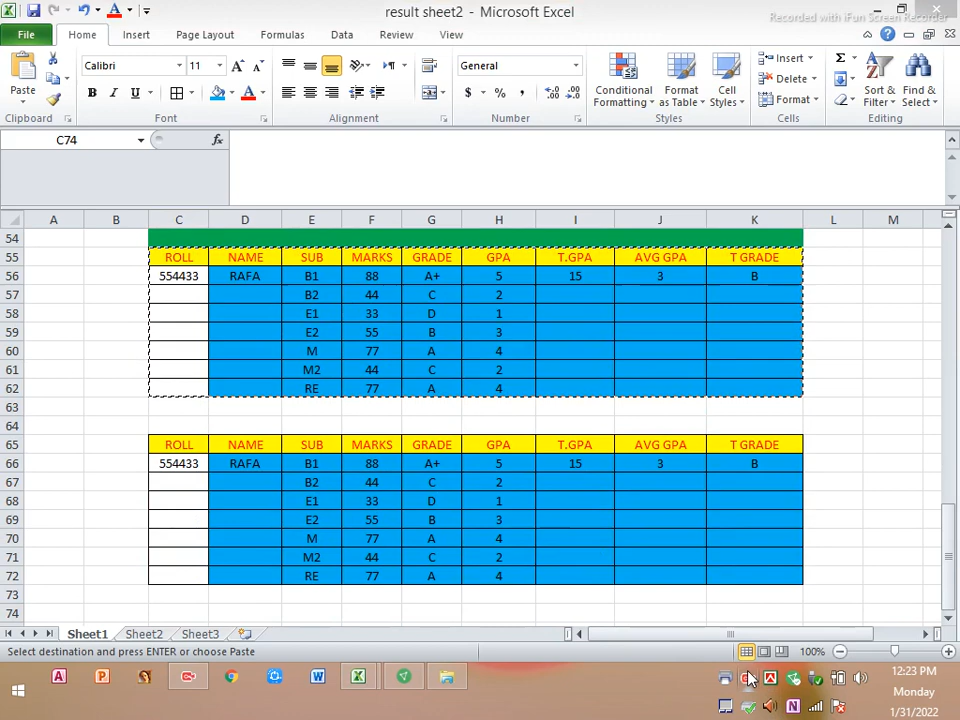 result sheet2 - Microsoft Excel
Recorded with iFun Screen Recorder
File Home Insert Page Layout Formulas Data Review View
Calibri 11 General
Paste
B I U
$ % ,
Conditional Formatting
Format as Table
Cell Styles
Insert
Delete
Format
Σ
Sort & Filter
Find & Select
Clipboard Font Alignment Number Styles Cells Editing
C74 fx
A B C D E F G H I J K L M
54
55 ROLL NAME SUB MARKS GRADE GPA T.GPA AVG GPA T GRADE
56 554433 RAFA B1 88 A+ 5 15 3 B
57 B2 44 C 2
58 E1 33 D 1
59 E2 55 B 3
60 M 77 A 4
61 M2 44 C 2
62 RE 77 A 4
63
64
65 ROLL NAME SUB MARKS GRADE GPA T.GPA AVG GPA T GRADE
66 554433 RAFA B1 88 A+ 5 15 3 B
67 B2 44 C 2
68 E1 33 D 1
69 E2 55 B 3
70 M 77 A 4
71 M2 44 C 2
72 RE 77 A 4
73
74
Sheet1 Sheet2 Sheet3
Select destination and press ENTER or choose Paste 100%
12:23 PM
Monday
1/31/2022